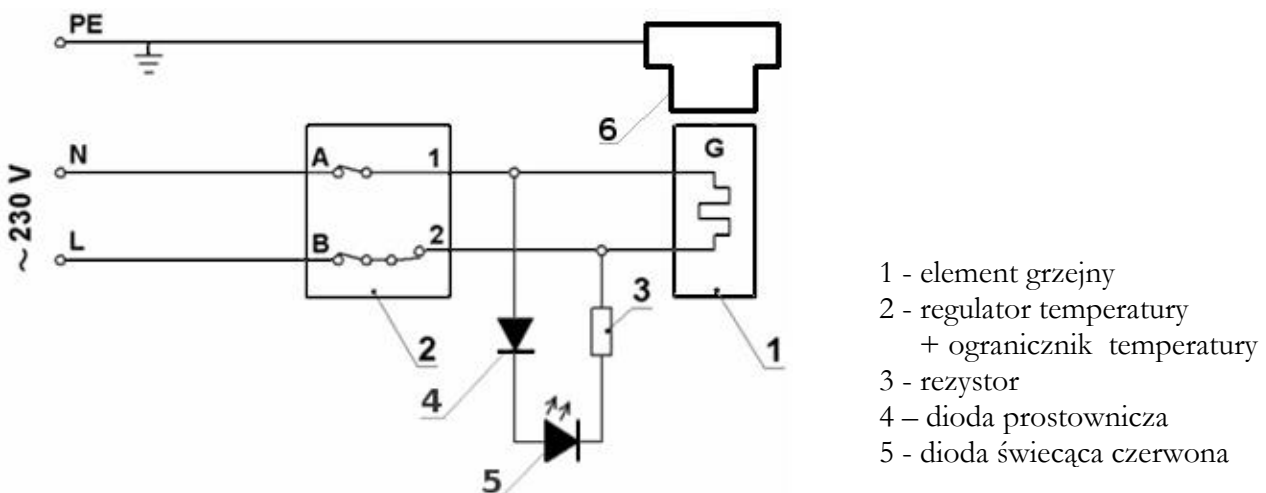 PE
6
G
N
A 1
~ 230 V
L
B 2
3
2
1
4
5
1 - element grzejny
2 - regulator temperatury
+ ogranicznik temperatury
3 - rezystor
4 – dioda prostownicza
5 - dioda świecąca czerwona